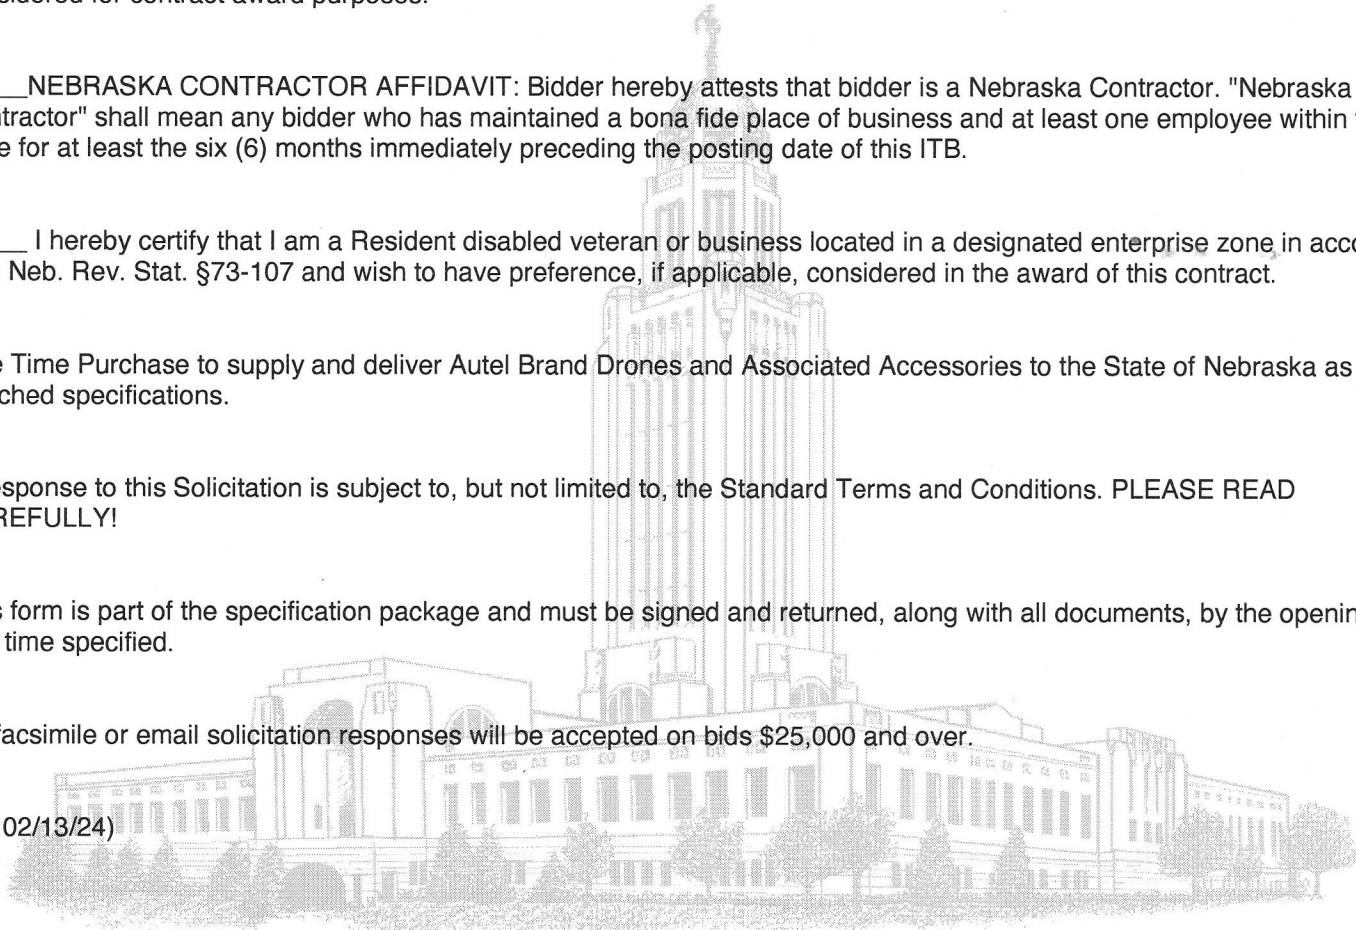 sidered for contract award purposes.
__NEBRASKA CONTRACTOR AFFIDAVIT: Bidder hereby attests that bidder is a Nebraska Contractor. "Nebraska
ntractor" shall mean any bidder who has maintained a bona fide place of business and at least one employee within
e for at least the six (6) months immediately preceding the posting date of this ITB.
__ I hereby certify that I am a Resident disabled veteran or business located in a designated enterprise zone in acco
Neb. Rev. Stat. §73-107 and wish to have preference, if applicable, considered in the award of this contract.
e Time Purchase to supply and deliver Autel Brand Drones and Associated Accessories to the State of Nebraska as
ched specifications.
esponse to this Solicitation is subject to, but not limited to, the Standard Terms and Conditions. PLEASE READ
REFULLY!
s form is part of the specification package and must be signed and returned, along with all documents, by the openin
time specified.
facsimile or email solicitation responses will be accepted on bids $25,000 and over.
02/13/24)